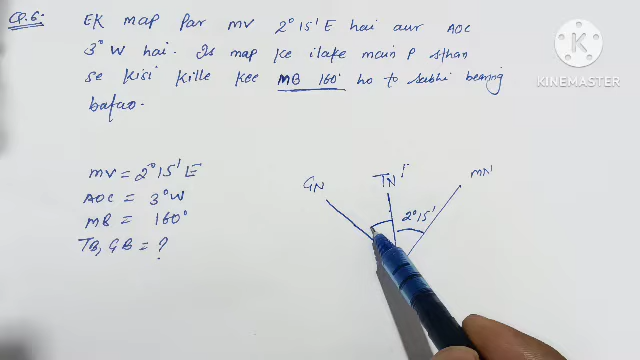 CP.6: EK map Par MV 2°15' E hai aur AOC
3° W hai. Is map ke ilake main P sthan
se kisi kille kee MB 160° ho to sabhi bearing
batao.
MV = 2°15' E
AOC = 3° W
MB = 160°
TB, GB = ?
GN
TN
MN
2°15'
KINEMASTER